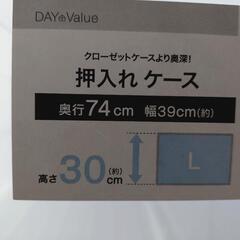 DAY Value
クローゼットケースより奥深!
押入れ ケース
奥行74cm 幅39cm(約)
高さ30(約)cm
L